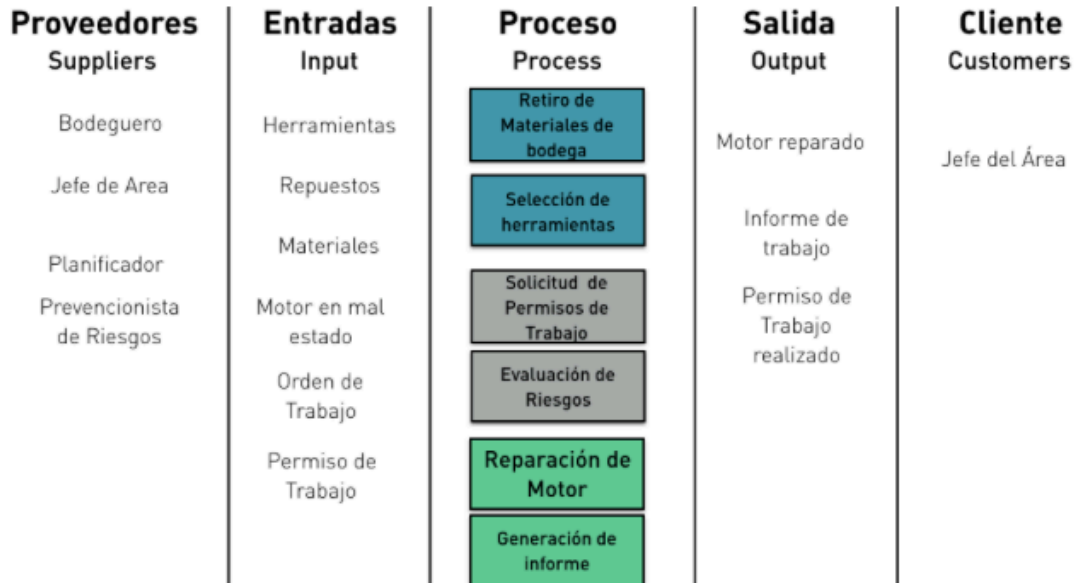 Proveedores
Suppliers
Bodeguero
Jefe de Area
Planificador
Prevencionista
de Riesgos
Entradas
Input
Herramientas
Repuestos
Materiales
Motor en mal
estado
Orden de
Trabajo
Permiso de
Trabajo
Proceso
Process
Retiro de
Materiales de
bodega
Selección de
herramientas
Solicitud de
Permisos de
Trabajo
Evaluación de
Riesgos
Reparación de
Motor
Generación de
informe
Salida
Output
Motor reparado
Informe de
trabajo
Permiso de
Trabajo
realizado
Cliente
Customers
Jefe del Área